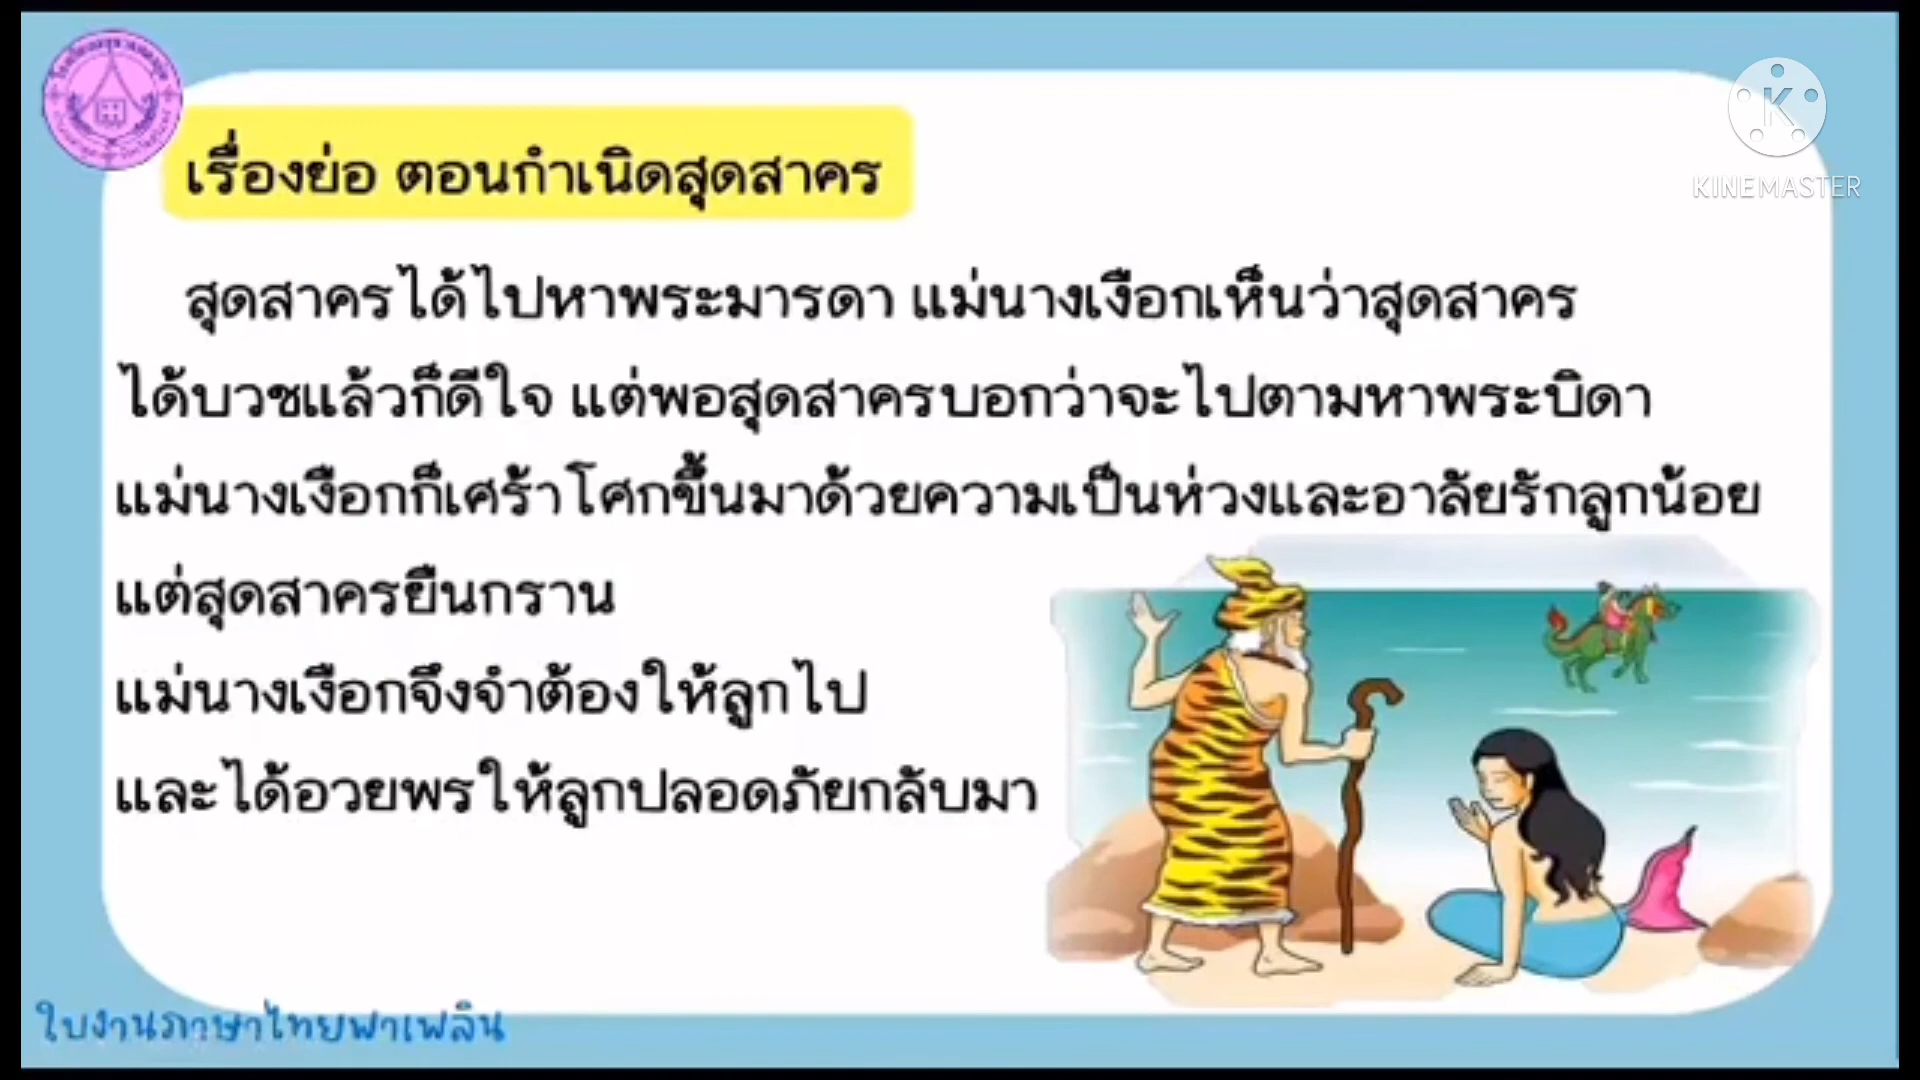 KINEMASTER
เรื่องย่อ ตอนกำเนิดสุดสาคร
สุดสาครได้ไปหาพระมารดา แม่นางเงือกเห็นว่าสุดสาคร
ได้บวชแล้วก็ดีใจ แต่พอสุดสาครบอกว่าจะไปตามหาพระบิดา
แม่นางเงือกก็เศร้าโศกขึ้นมาด้วยความเป็นห่วงและอาลัยรักลูกน้อย
แต่สุดสาครยืนกราน
แม่นางเงือกจึงจำต้องให้ลูกไป
และได้อวยพรให้ลูกปลอดภัยกลับมา
ใบงานภาษาไทยพาเพลิน